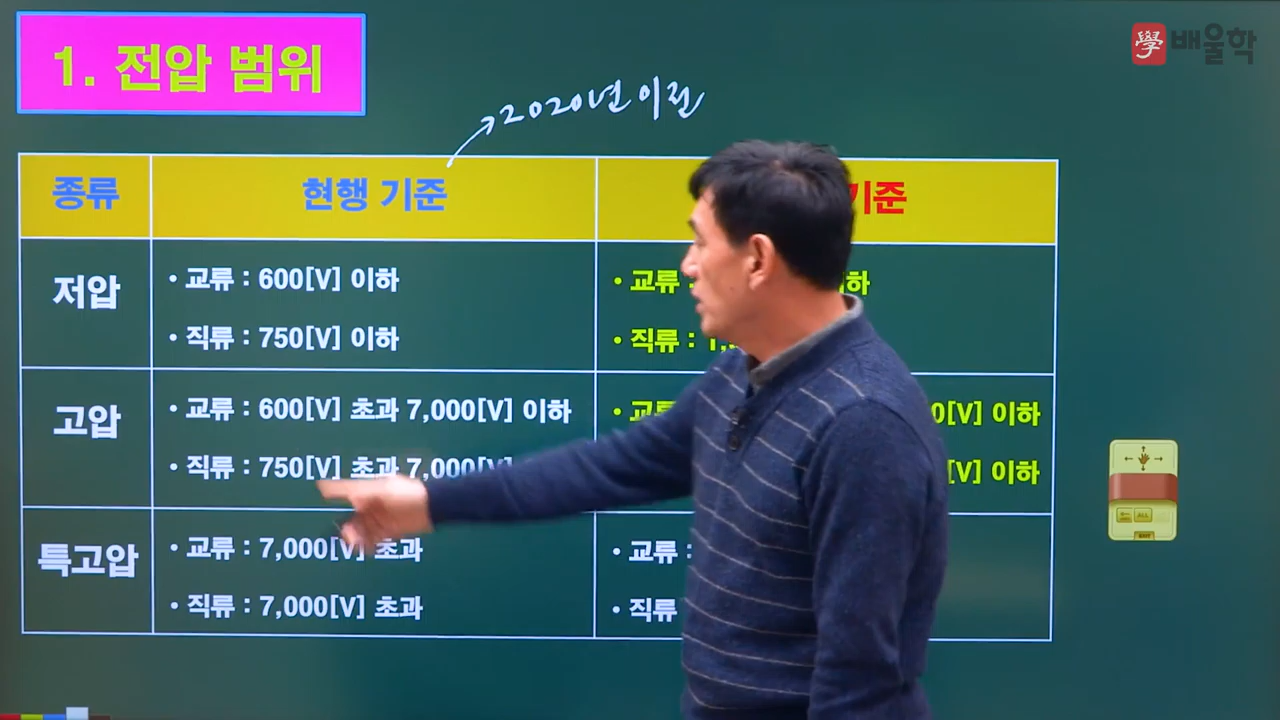 1. 전압 범위
學 배울학
2020년 이전
종류
현행 기준
기준
저압
• 교류 : 600[V] 이하
• 직류 : 750[V] 이하
• 교류 :
하
• 직류 : 1,
고압
• 교류 : 600[V] 초과 7,000[V] 이하
• 직류 : 750[V] 초과 7,000[V]
• 교류
0[V] 이하
[V] 이하
특고압
• 교류 : 7,000[V] 초과
• 직류 : 7,000[V] 초과
• 교류 :
• 직류
ALL